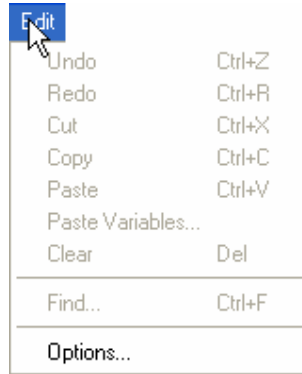 Edit
Undo Ctrl+Z
Redo Ctrl+R
Cut Ctrl+X
Copy Ctrl+C
Paste Ctrl+V
Paste Variables...
Clear Del
Find... Ctrl+F
Options...